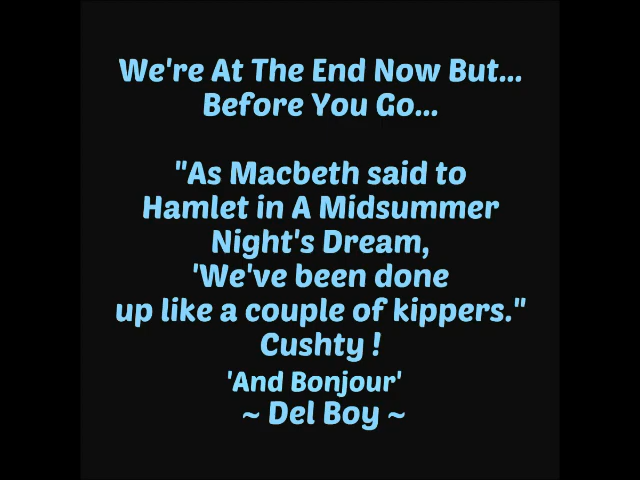 We're At The End Now But...
Before You Go...
"As Macbeth said to
Hamlet in A Midsummer
Night's Dream,
'We've been done
up like a couple of kippers."
Cushty !
'And Bonjour'
~ Del Boy ~